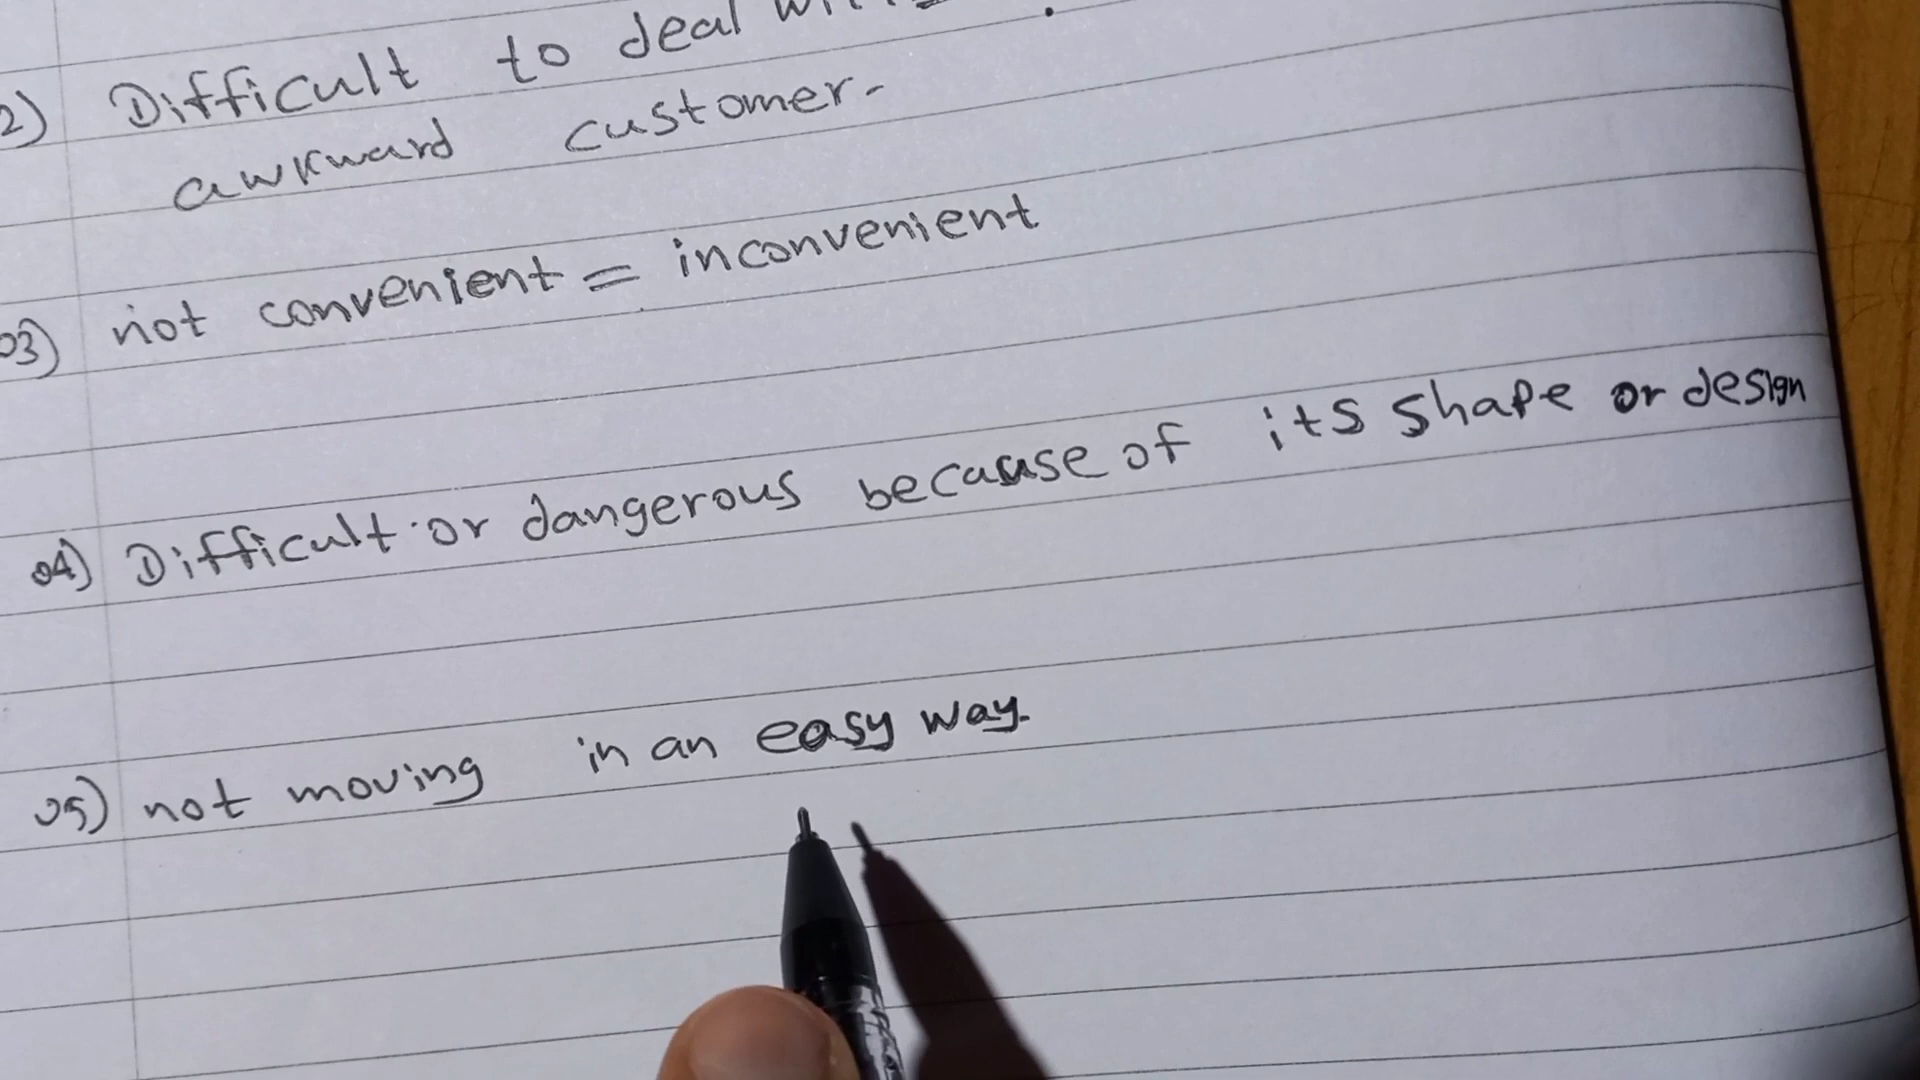 2) Difficult to deal with
awkward customer.
03) not convenient = inconvenient
04) Difficult or dangerous because of its shape or design
05) not moving in an easy way.